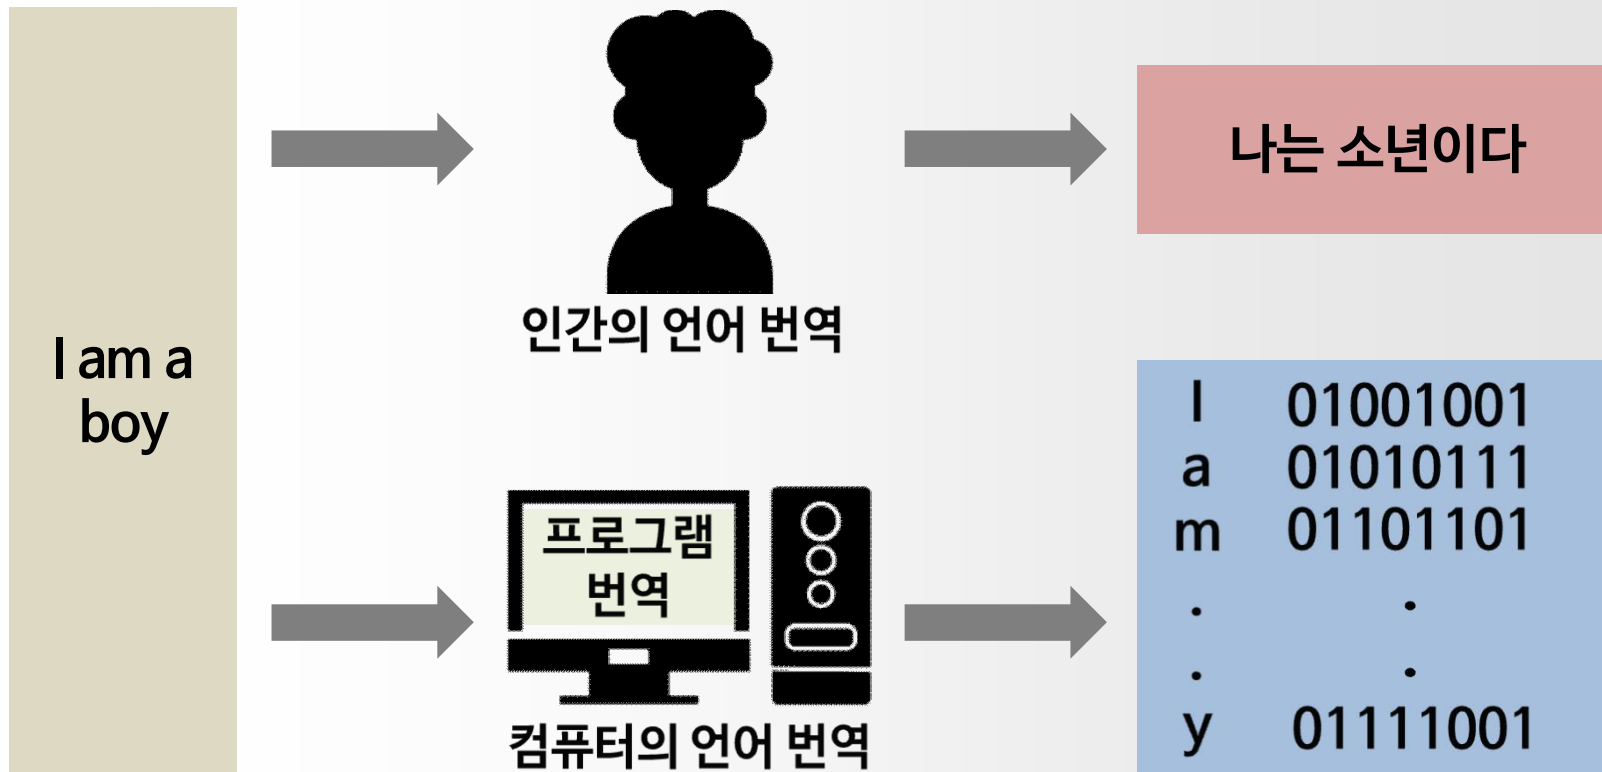 I am a
boy
인간의 언어 번역
나는 소년이다
프로그램
번역
컴퓨터의 언어 번역
I 01001001
a 01010111
m 01101101
. .
. .
y 01111001